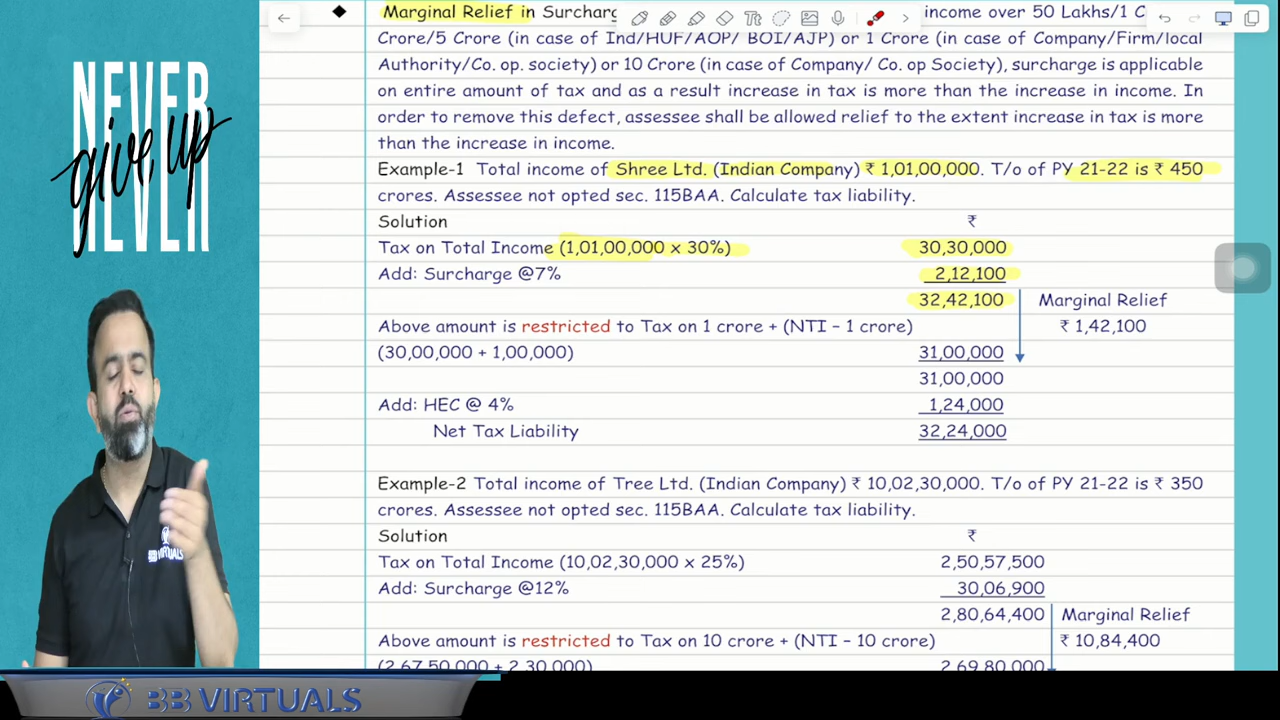 NEVER
give up
NEVER
BB VIRTUALS
◆ Marginal Relief in Surcharg income over 50 Lakhs/1 C
Crore/5 Crore (in case of Ind/HUF/AOP/ BOI/AJP) or 1 Crore (in case of Company/Firm/local
Authority/Co. op. society) or 10 Crore (in case of Company/ Co. op Society), surcharge is applicable
on entire amount of tax and as a result increase in tax is more than the increase in income. In
order to remove this defect, assessee shall be allowed relief to the extent increase in tax is more
than the increase in income.
Example-1 Total income of Shree Ltd. (Indian Company) ₹ 1,01,00,000. T/o of PY 21-22 is ₹ 450
crores. Assessee not opted sec. 115BAA. Calculate tax liability.
Solution ₹
Tax on Total Income (1,01,00,000 x 30%) 30,30,000
Add: Surcharge @7% 2,12,100
32,42,100 Marginal Relief
Above amount is restricted to Tax on 1 crore + (NTI – 1 crore) ₹ 1,42,100
(30,00,000 + 1,00,000) 31,00,000
31,00,000
Add: HEC @ 4% 1,24,000
Net Tax Liability 32,24,000
Example-2 Total income of Tree Ltd. (Indian Company) ₹ 10,02,30,000. T/o of PY 21-22 is ₹ 350
crores. Assessee not opted sec. 115BAA. Calculate tax liability.
Solution ₹
Tax on Total Income (10,02,30,000 x 25%) 2,50,57,500
Add: Surcharge @12% 30,06,900
2,80,64,400 Marginal Relief
Above amount is restricted to Tax on 10 crore + (NTI – 10 crore) ₹ 10,84,400
(2,67,50,000 + 2,30,000) 2,69,80,000
BB VIRTUALS